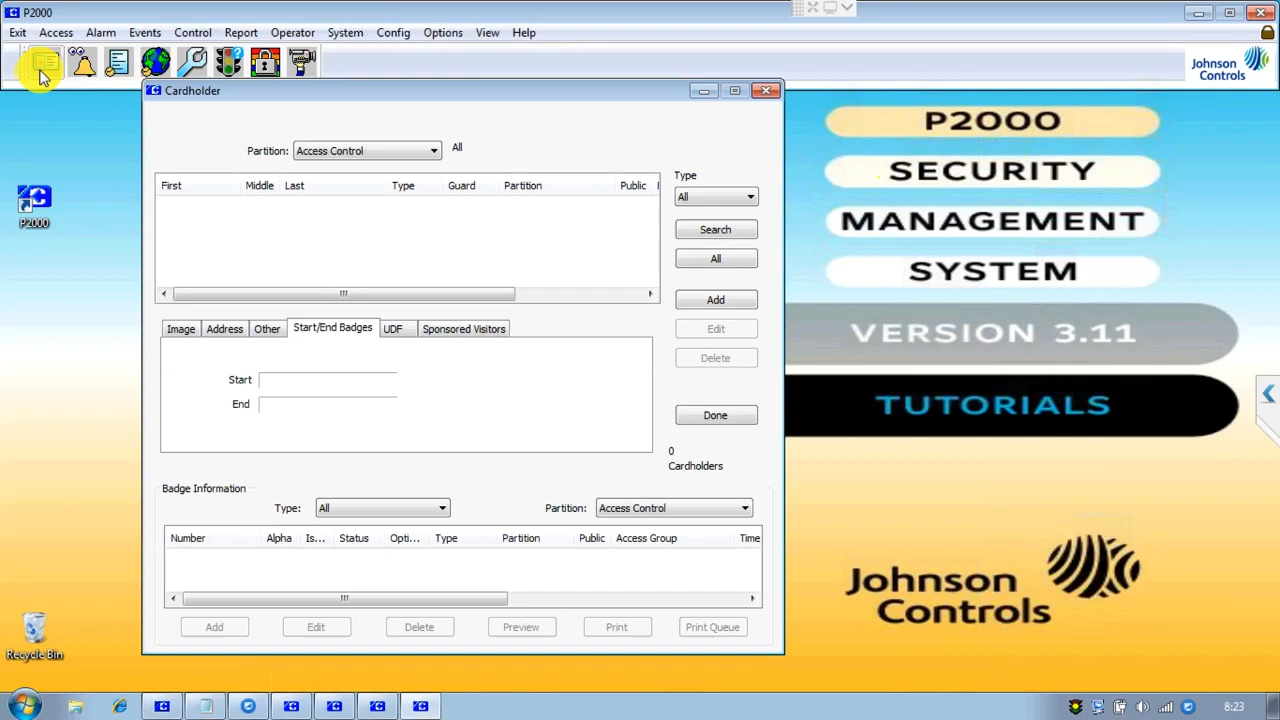 P2000
Exit Access Alarm Events Control Report Operator System Config Options View Help
Johnson
Controls
Cardholder
Partition: Access Control All
First Middle Last Type Guard Partition Public
Type
All
Search
All
Add
Edit
Delete
Done
0
Cardholders
Image Address Other Start/End Badges UDF Sponsored Visitors
Start
End
Badge Information
Type: All Partition: Access Control
Number Alpha Is... Status Opti... Type Partition Public Access Group Time
Add Edit Delete Preview Print Print Queue
P2000
SECURITY
MANAGEMENT
SYSTEM
VERSION 3.11
TUTORIALS
Johnson
Controls
P2000
Recycle Bin
8:23